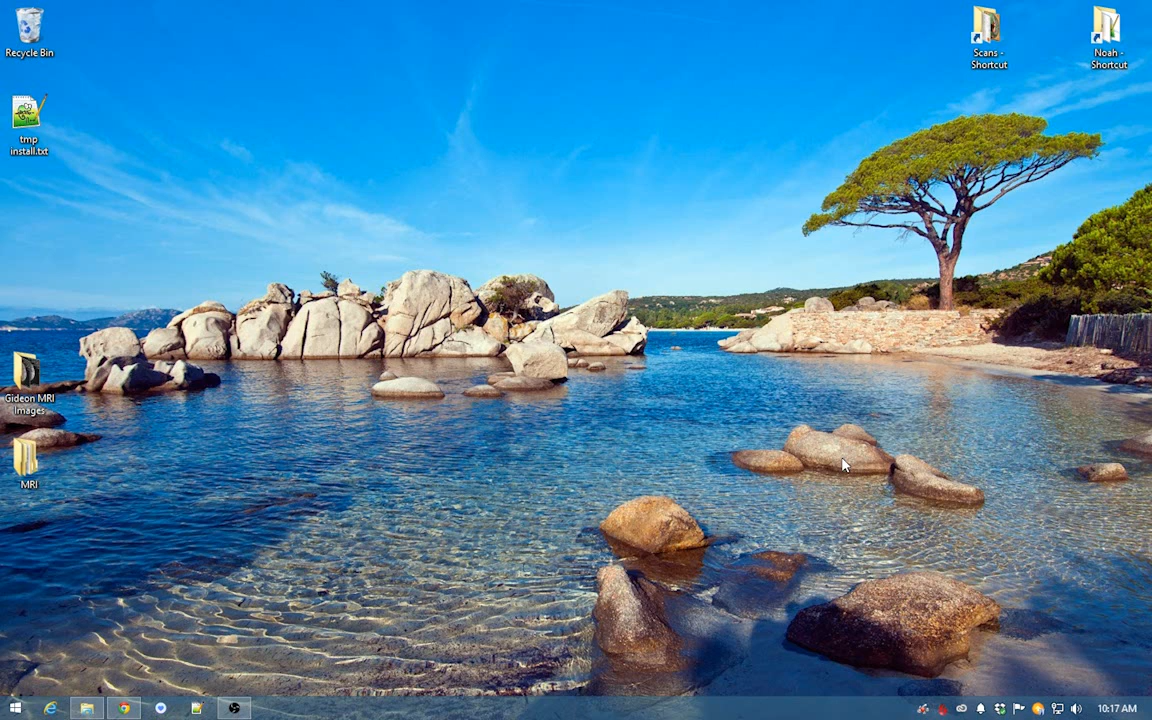 Recycle Bin
Scans -
Shortcut
Noah -
Shortcut
tmp
install.txt
Gideon MRI
Images
MRI
10:17 AM